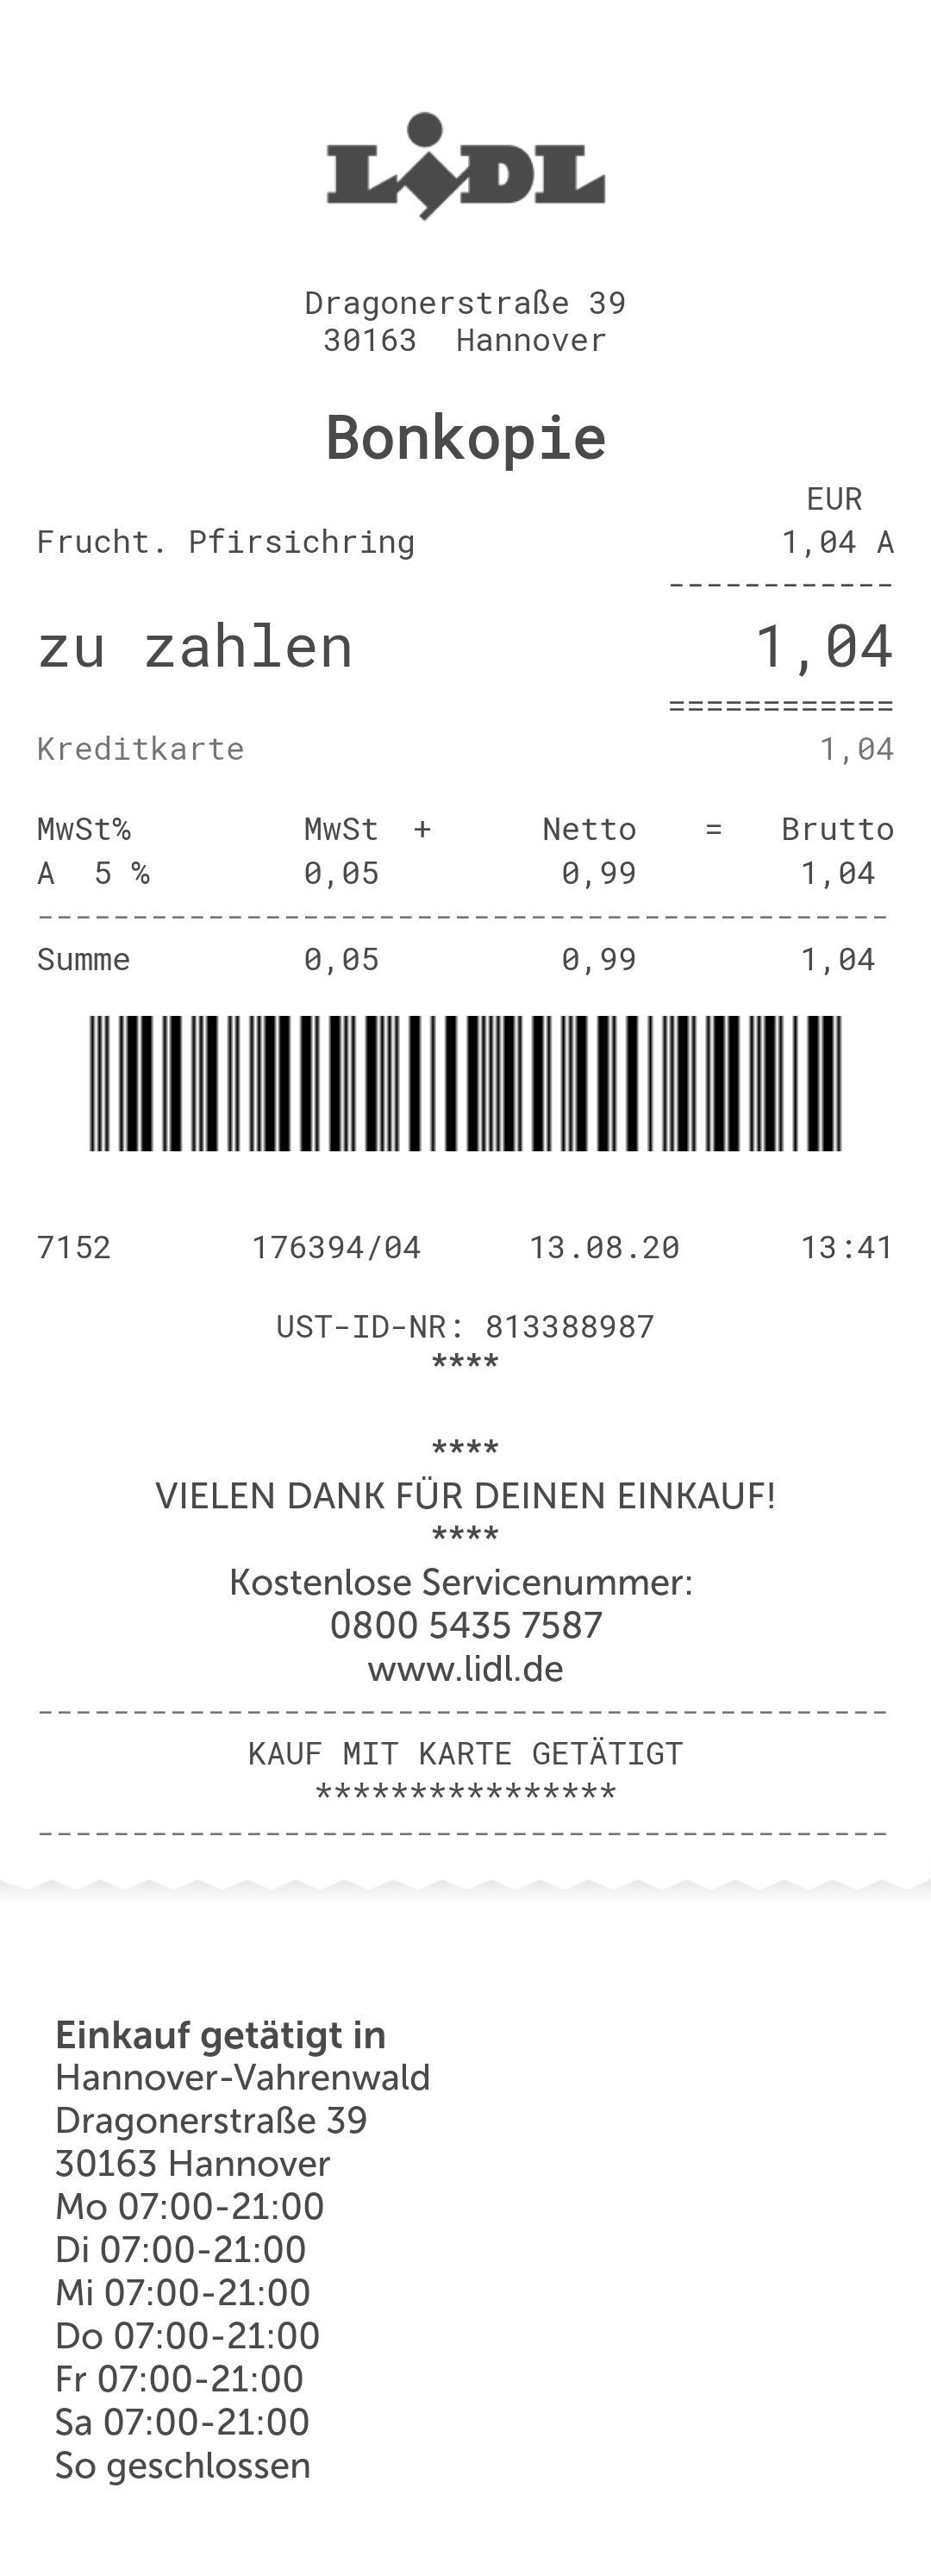 LiDL
Dragonerstraße 39
30163  Hannover
Bonkopie
EUR
Frucht. Pfirsichring 1,04 A
------------
zu zahlen 1,04
============
Kreditkarte 1,04
MwSt% MwSt + Netto = Brutto
A  5 % 0,05 0,99 1,04
---------------------------------------------
Summe 0,05 0,99 1,04
7152 176394/04 13.08.20 13:41
UST-ID-NR: 813388987
****
****
VIELEN DANK FÜR DEINEN EINKAUF!
****
Kostenlose Servicenummer:
0800 5435 7587
www.lidl.de
---------------------------------------------
KAUF MIT KARTE GETÄTIGT
****************
---------------------------------------------
Einkauf getätigt in
Hannover-Vahrenwald
Dragonerstraße 39
30163 Hannover
Mo 07:00-21:00
Di 07:00-21:00
Mi 07:00-21:00
Do 07:00-21:00
Fr 07:00-21:00
Sa 07:00-21:00
So geschlossen